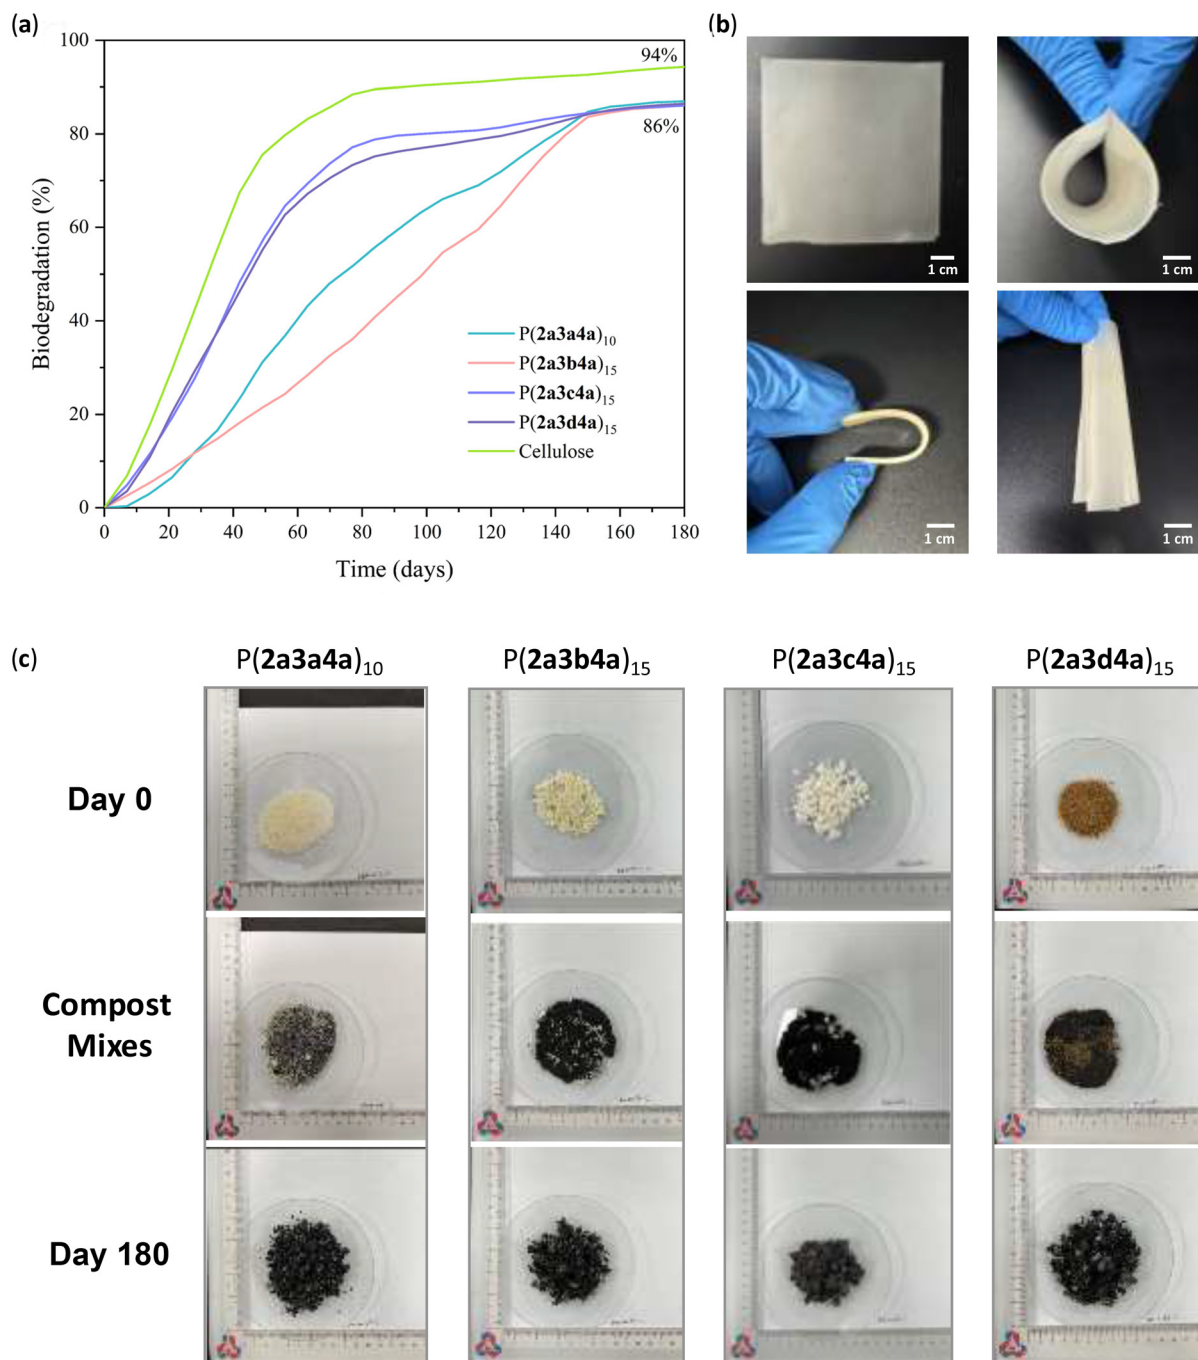 (a)
100
80
60
40
20
0
Biodegradation (%)
94%
86%
P(2a3a4a)10
P(2a3b4a)15
P(2a3c4a)15
P(2a3d4a)15
Cellulose
0 20 40 60 80 100 120 140 160 180
Time (days)
(b)
1 cm
1 cm
1 cm
1 cm
(c)
P(2a3a4a)10
P(2a3b4a)15
P(2a3c4a)15
P(2a3d4a)15
Day 0
Compost
Mixes
Day 180